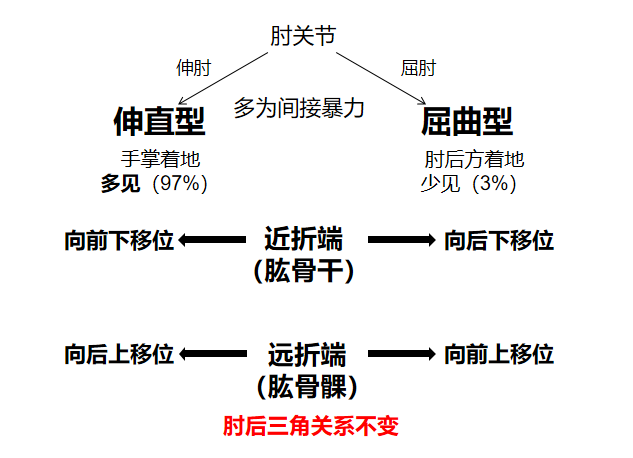 肘关节
伸肘
屈肘
多为间接暴力
伸直型
屈曲型
手掌着地
肘后方着地
多见（97%）
少见（3%）
向前下移位
近折端
向后下移位
（肱骨干）
向后上移位
远折端
向前上移位
（肱骨髁）
肘后三角关系不变